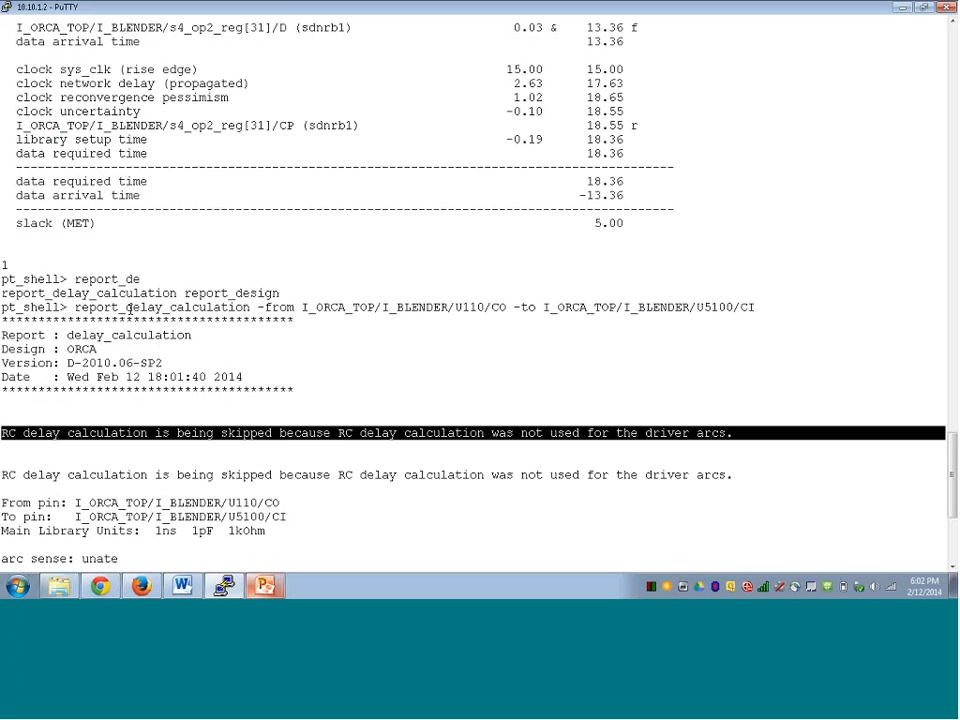 10.10.1.2 - PuTTY
I_ORCA_TOP/I_BLENDER/s4_op2_reg[31]/D (sdnrb1) 0.03 & 13.36 f
data arrival time 13.36
clock sys_clk (rise edge) 15.00 15.00
clock network delay (propagated) 2.63 17.63
clock reconvergence pessimism 1.02 18.65
clock uncertainty -0.10 18.55
I_ORCA_TOP/I_BLENDER/s4_op2_reg[31]/CP (sdnrb1) 18.55 r
library setup time -0.19 18.36
data required time 18.36
------------------------------------------------------------------------------------------
data required time 18.36
data arrival time -13.36
------------------------------------------------------------------------------------------
slack (MET) 5.00
1
pt_shell> report_de
report_delay_calculation report_design
pt_shell> report_delay_calculation -from I_ORCA_TOP/I_BLENDER/U110/CO -to I_ORCA_TOP/I_BLENDER/U5100/CI
****************************************
Report : delay_calculation
Design : ORCA
Version: D-2010.06-SP2
Date : Wed Feb 12 18:01:40 2014
****************************************
RC delay calculation is being skipped because RC delay calculation was not used for the driver arcs.
RC delay calculation is being skipped because RC delay calculation was not used for the driver arcs.
From pin: I_ORCA_TOP/I_BLENDER/U110/CO
To pin: I_ORCA_TOP/I_BLENDER/U5100/CI
Main Library Units: 1ns 1pF 1kOhm
arc sense: unate
6:02 PM
2/12/2014